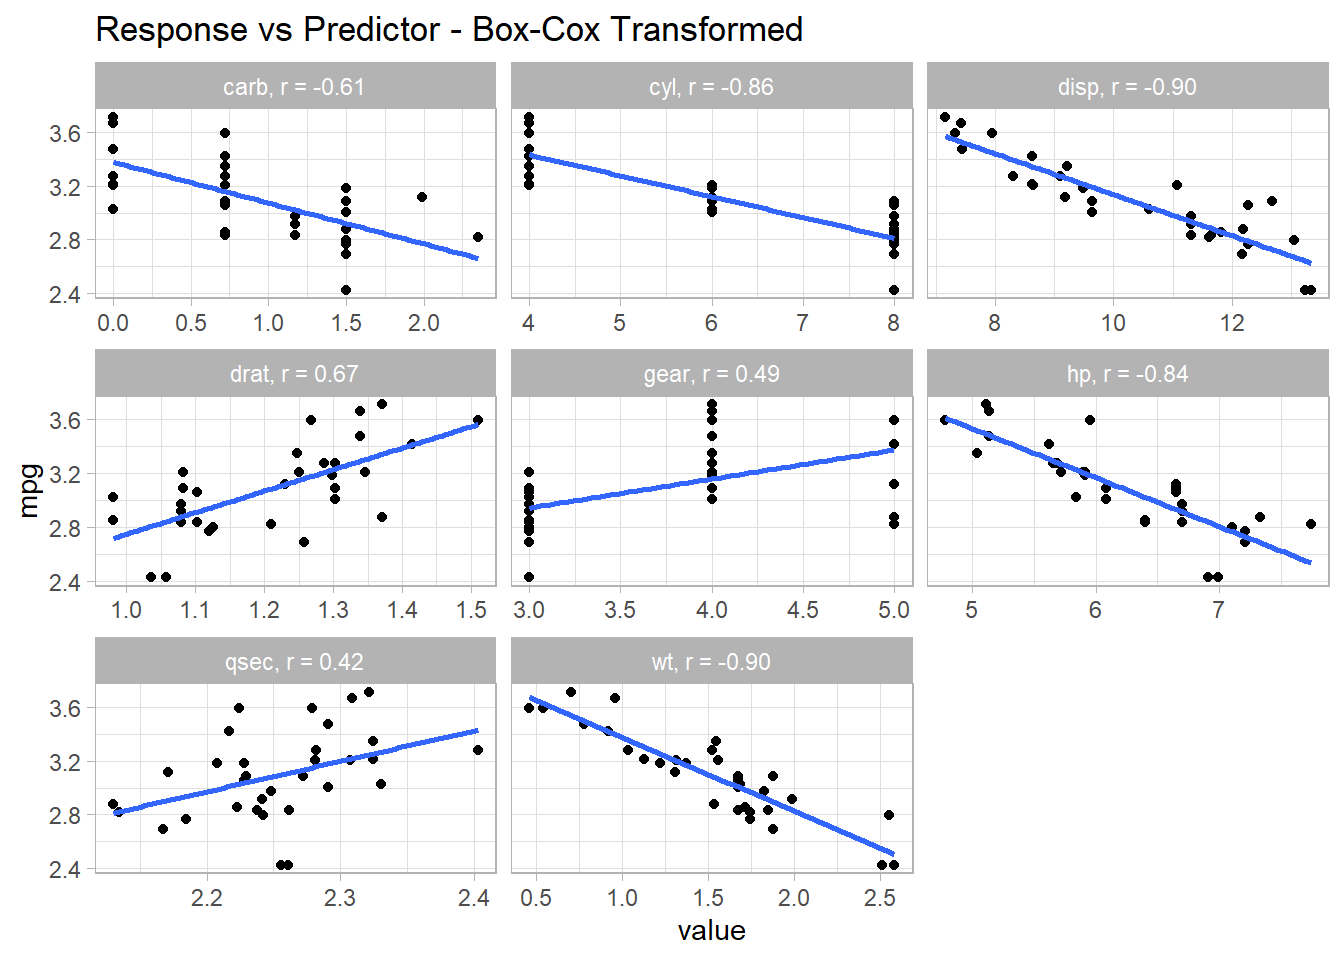 Response vs Predictor - Box-Cox Transformed
carb, r = -0.61
cyl, r = -0.86
disp, r = -0.90
3.6
3.2
2.8
2.4
0.0 0.5 1.0 1.5 2.0
4 5 6 7 8
8 10 12
drat, r = 0.67
gear, r = 0.49
hp, r = -0.84
mpg
3.6
3.2
2.8
2.4
1.0 1.1 1.2 1.3 1.4 1.5
3.0 3.5 4.0 4.5 5.0
5 6 7
qsec, r = 0.42
wt, r = -0.90
3.6
3.2
2.8
2.4
2.2 2.3 2.4
0.5 1.0 1.5 2.0 2.5
value